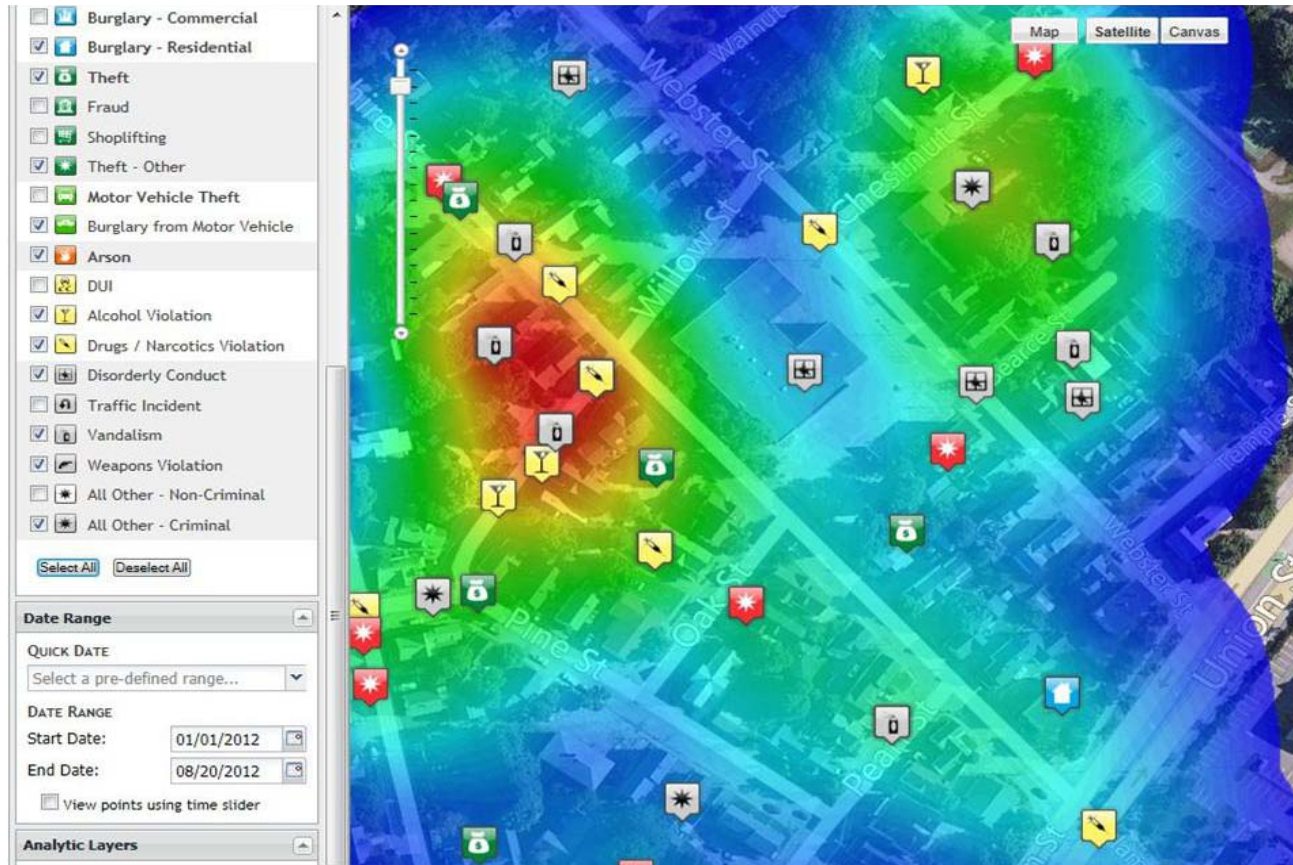 Burglary - Commercial
Burglary - Residential
Theft
Fraud
Shoplifting
Theft - Other
Motor Vehicle Theft
Burglary from Motor Vehicle
Arson
DUI
Alcohol Violation
Drugs / Narcotics Violation
Disorderly Conduct
Traffic Incident
Vandalism
Weapons Violation
All Other - Non-Criminal
All Other - Criminal
Select All Deselect All
Date Range
QUICK DATE
Select a pre-defined range...
DATE RANGE
Start Date: 01/01/2012
End Date: 08/20/2012
View points using time slider
Analytic Layers
Map Satellite Canvas
Walnut
Webster St
Chestnut St
Willow St
Pine St
Oak St
Pearl St
Webster St
Union St